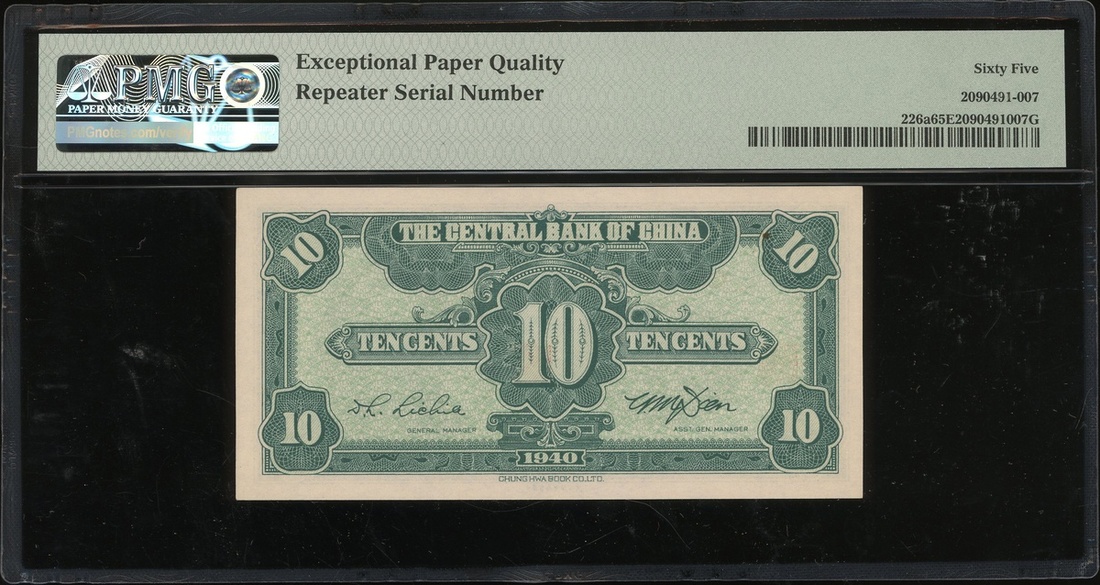 PMG
PAPER MONEY GUARANTY
Exceptional Paper Quality
Repeater Serial Number
Sixty Five
2090491-007
226a65E2090491007G
THE CENTRAL BANK OF CHINA
10 10
TEN CENTS 10 TEN CENTS
GENERAL MANAGER
ASST. GEN. MANAGER
10 10
1940
CHUNG HWA BOOK CO., LTD.